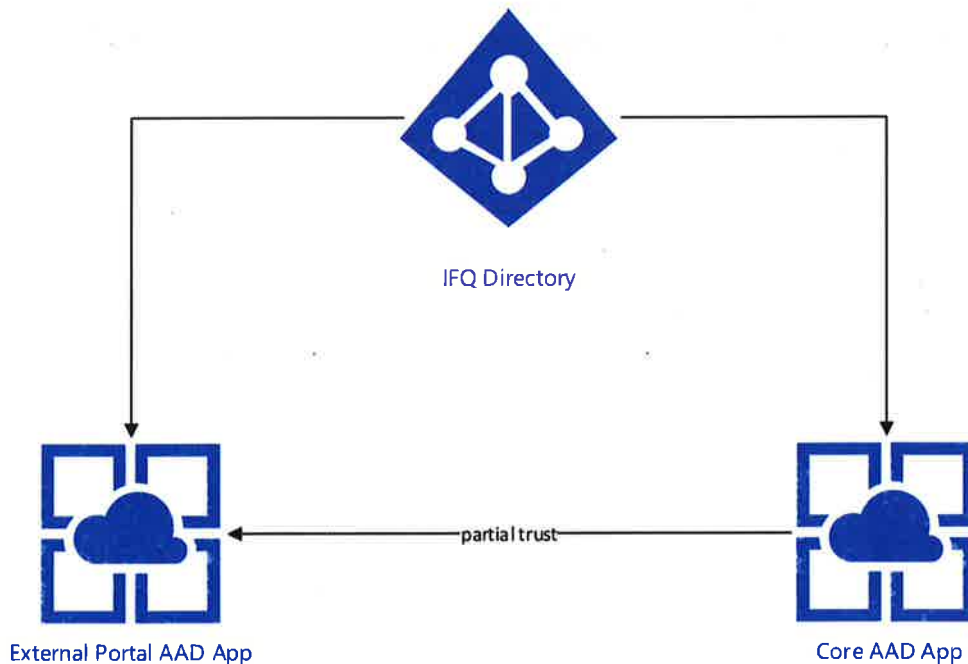 IFQ Directory
partial trust
External Portal AAD App
Core AAD App